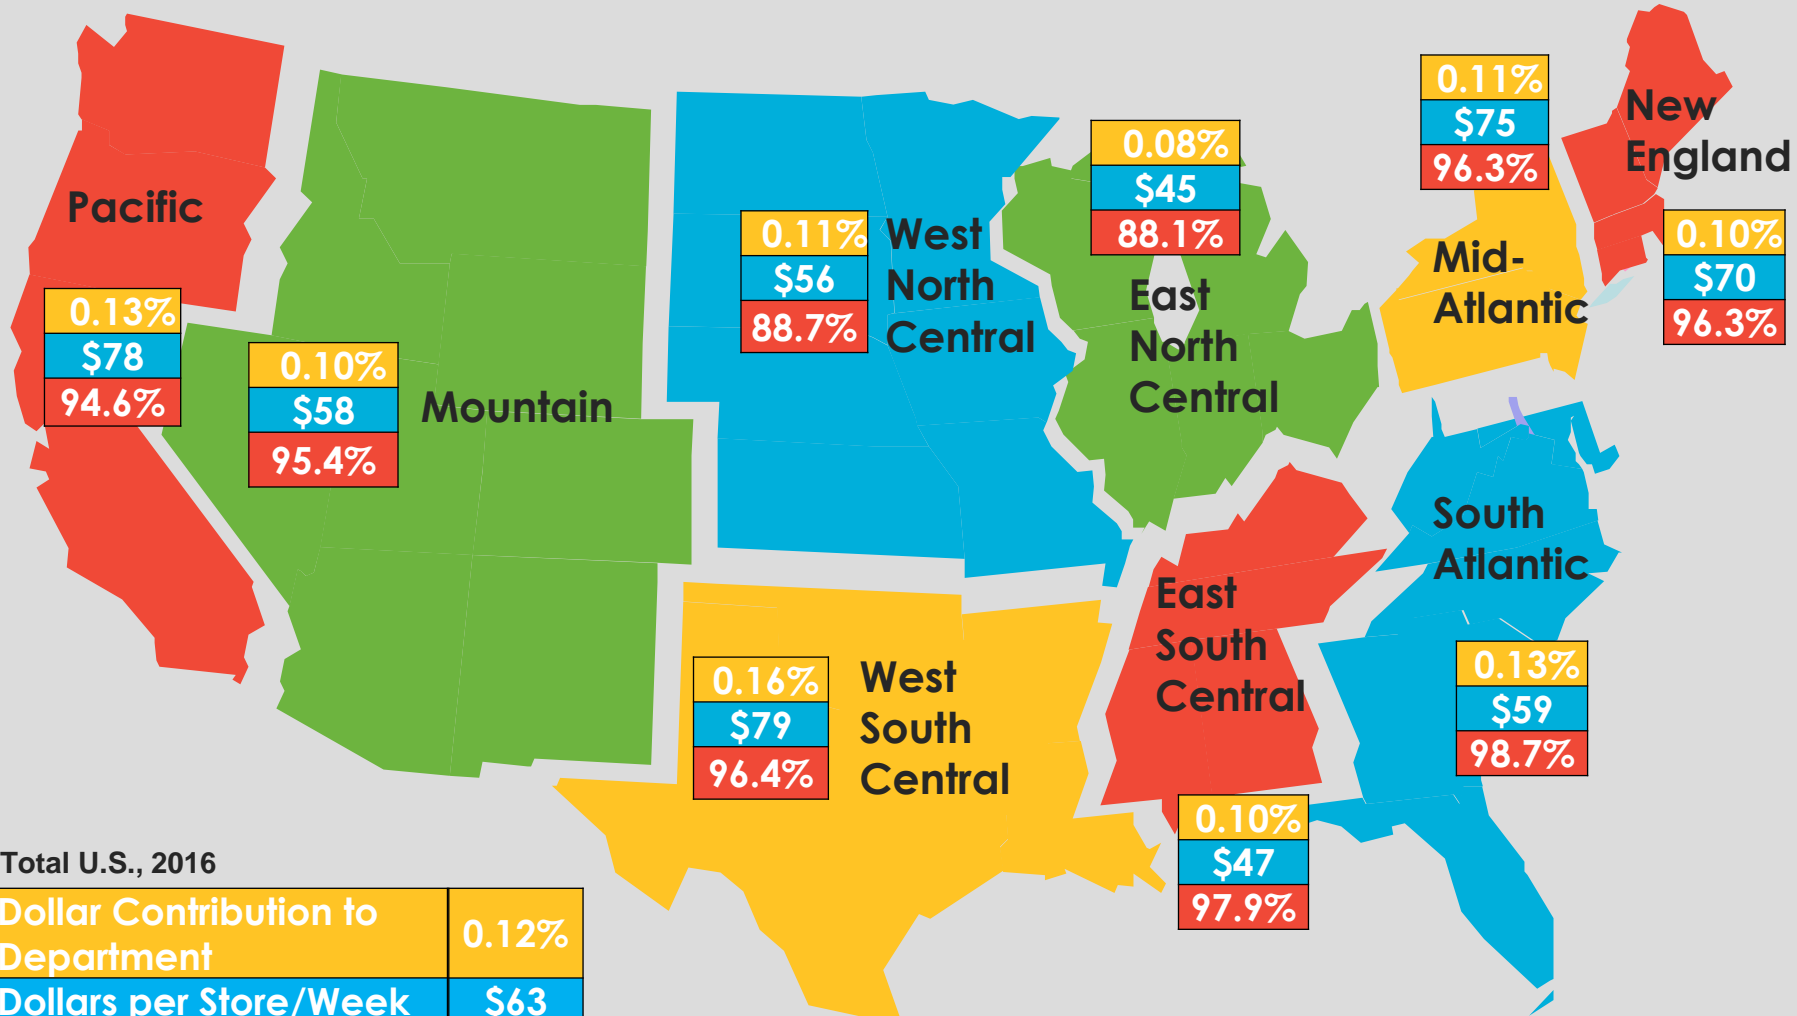 0.11%
$75
96.3%
New
England
0.08%
$45
88.1%
Pacific
0.11%
$56
88.7%
West
North
Central
0.10%
$70
96.3%
Mid-
Atlantic
East
North
Central
0.13%
$78
94.6%
0.10%
$58
95.4%
Mountain
South
Atlantic
East
South
Central
0.16%
$79
96.4%
West
South
Central
0.13%
$59
98.7%
0.10%
$47
97.9%
Total U.S., 2016
Dollar Contribution to
Department
0.12%
Dollars per Store/Week
$63